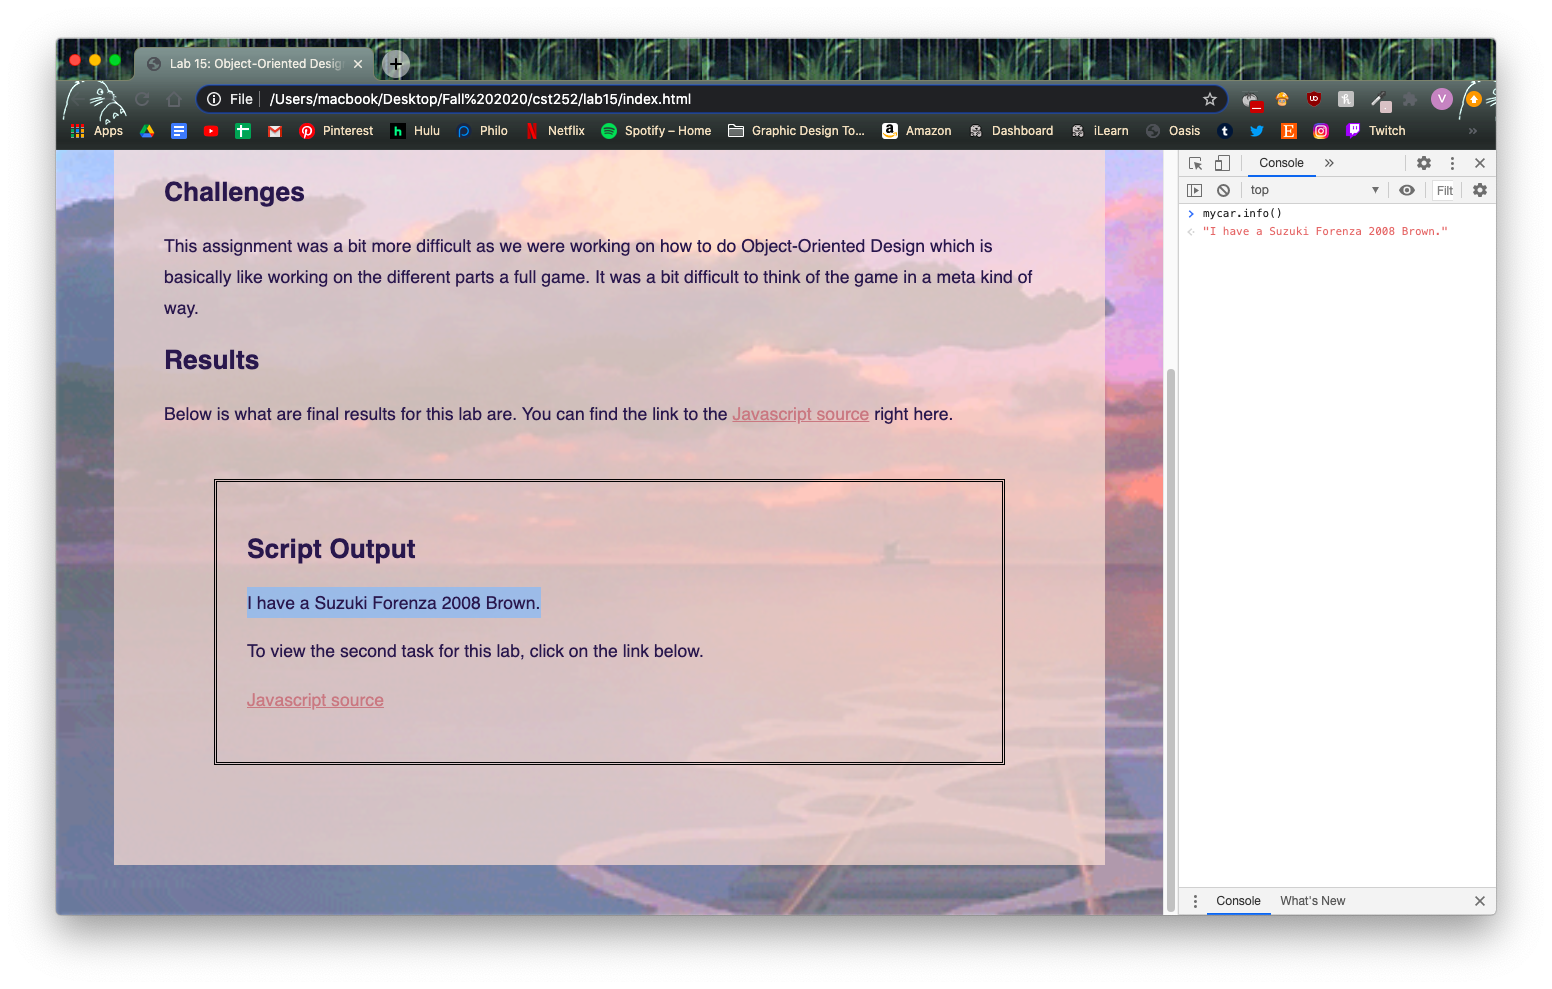 Lab 15: Object-Oriented Desig
File /Users/macbook/Desktop/Fall%202020/cst252/lab15/index.html
V
Apps Pinterest h Hulu Philo Netflix Spotify – Home Graphic Design To... a Amazon Dashboard iLearn Oasis t E Twitch »
Challenges
This assignment was a bit more difficult as we were working on how to do Object-Oriented Design which is
basically like working on the different parts a full game. It was a bit difficult to think of the game in a meta kind of
way.
Results
Below is what are final results for this lab are. You can find the link to the Javascript source right here.
Script Output
I have a Suzuki Forenza 2008 Brown.
To view the second task for this lab, click on the link below.
Javascript source
Console »
top Filt
> mycar.info()
"I have a Suzuki Forenza 2008 Brown."
Console What's New